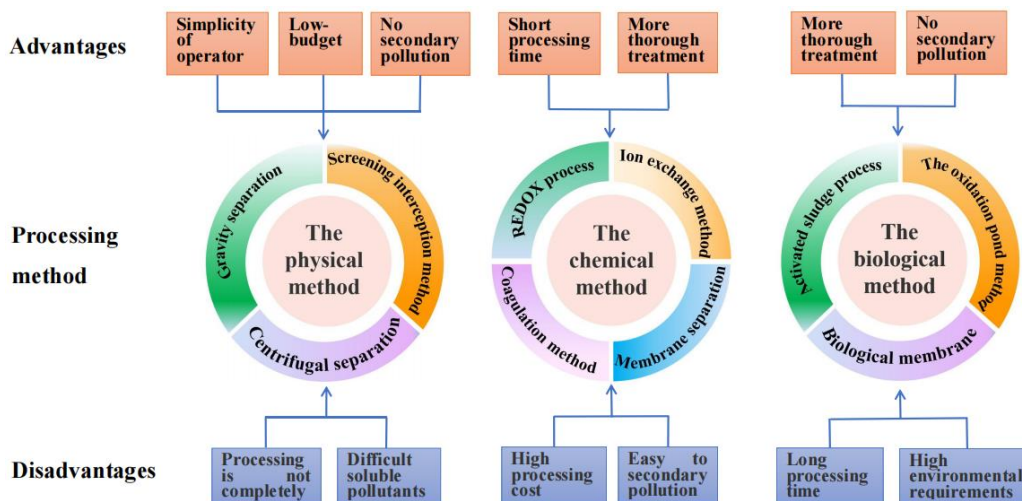 Advantages
Simplicity
of
operator
Low-
budget
No
secondary
pollution
Short
processing
time
More
thorough
treatment
More
thorough
treatment
No
secondary
pollution
Processing
method
Gravity separation
Screening interception method
Centrifugal separation
The
physical
method
REDOX process
Ion exchange method
Coagulation method
Membrane separation
The
chemical
method
Activated sludge process
The oxidation pond method
Biological membrane
The
biological
method
Disadvantages
Processing
is not
completely
Difficult
soluble
pollutants
High
processing
cost
Easy to
secondary
pollution
Long
processing
time
High
environmental
requirements